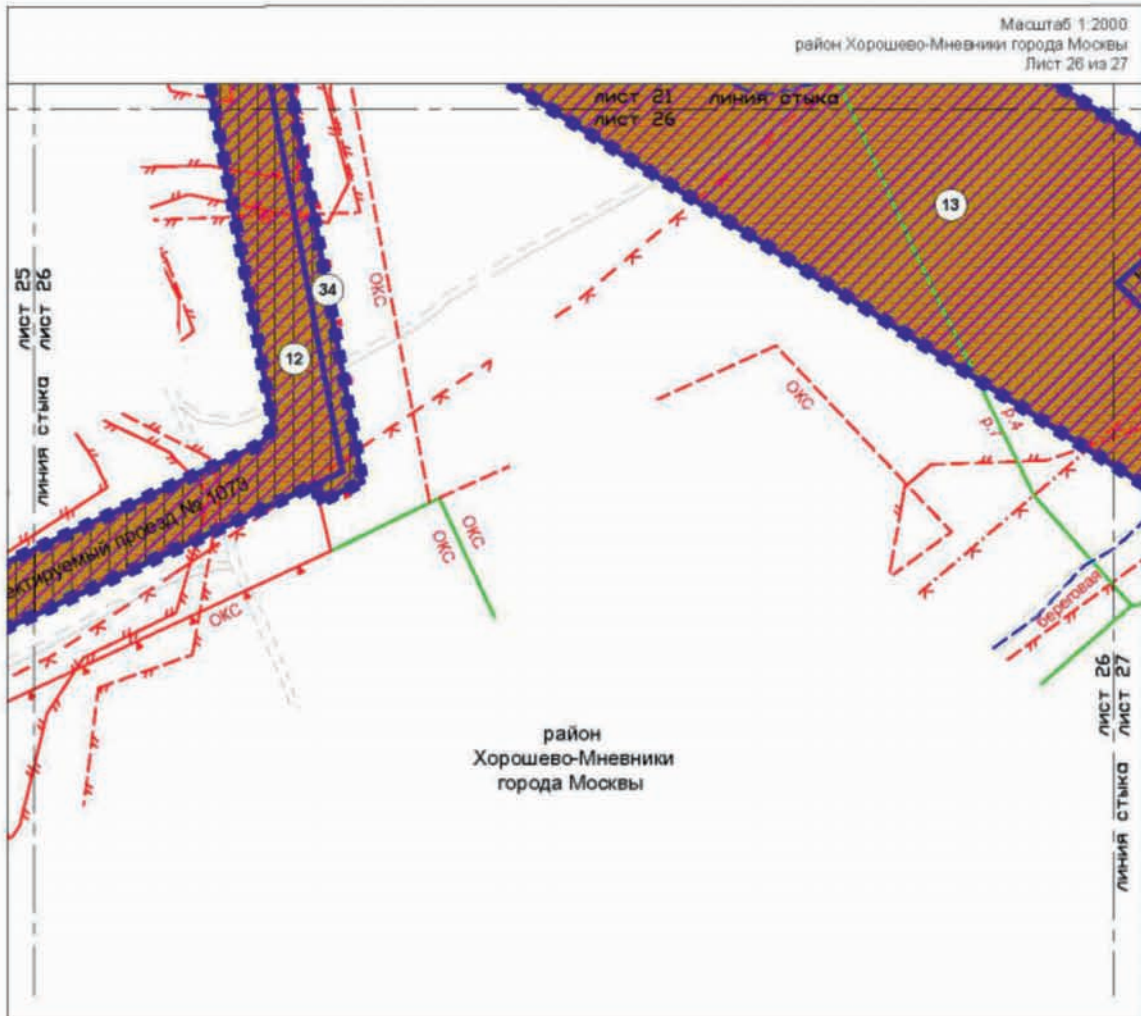 Масштаб 1:2000
район Хорошево-Мневники города Москвы
Лист 26 из 27
лист 21 линия стыка
лист 26
13
лист 25
линия стыка лист 26
34
12
ОКС
ОКС
р.4
р.7
ектируемый проезд № 1073
ОКС
ОКС
ОКС
береговая
район
Хорошево-Мневники
города Москвы
лист 26
линия стыка лист 27